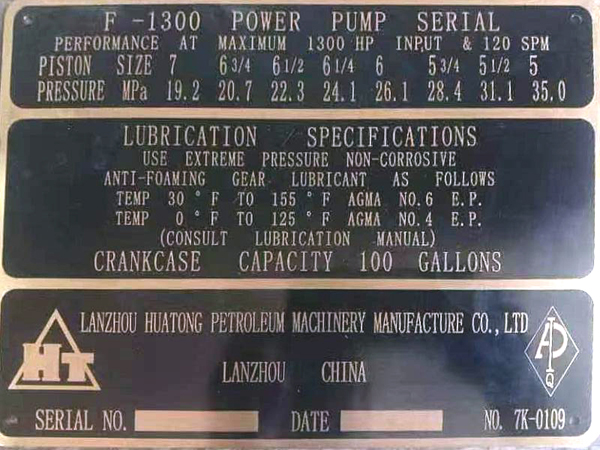 F -1300 POWER PUMP SERIAL
PERFORMANCE AT MAXIMUM 1300 HP INPUT & 120 SPM
PISTON SIZE 7 6 3/4 6 1/2 6 1/4 6 5 3/4 5 1/2 5
PRESSURE MPa 19.2 20.7 22.3 24.1 26.1 28.4 31.1 35.0
LUBRICATION SPECIFICATIONS
USE EXTREME PRESSURE NON-CORROSIVE
ANTI-FOAMING GEAR LUBRICANT AS FOLLOWS
TEMP 30 °F TO 155 °F AGMA NO.6 E.P.
TEMP 0 °F TO 125 °F AGMA NO.4 E.P.
(CONSULT LUBRICATION MANUAL)
CRANKCASE CAPACITY 100 GALLONS
LANZHOU HUATONG PETROLEUM MACHINERY MANUFACTURE CO., LTD
HT
API Q
LANZHOU CHINA
SERIAL NO. DATE NO. 7K-0109